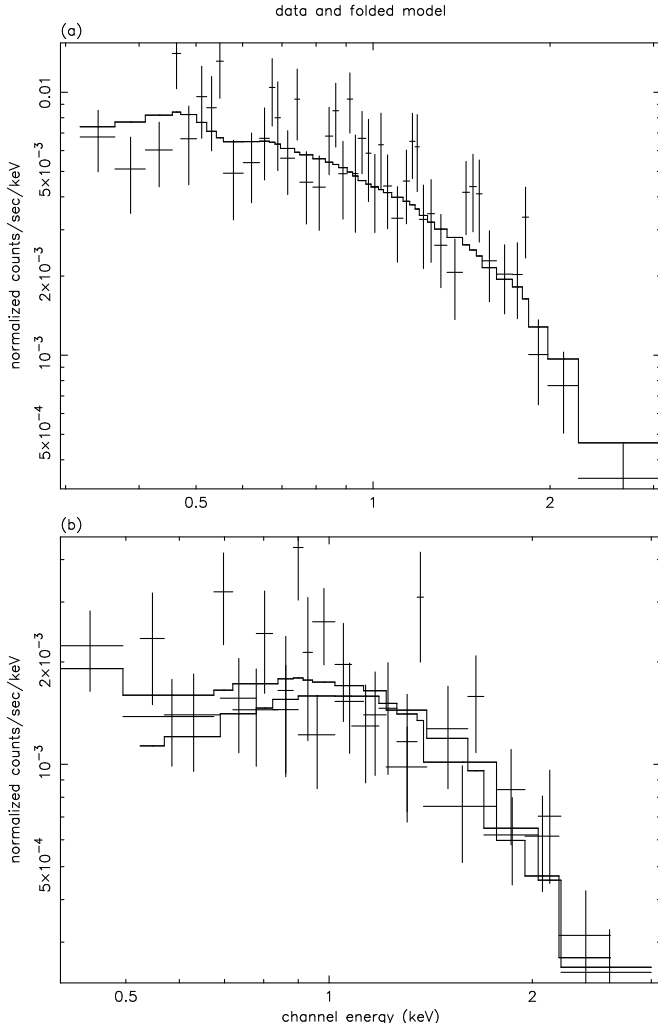 data and folded model
(a)
normalized counts/sec/keV
0.01
5×10⁻³
2×10⁻³
10⁻³
5×10⁻⁴
0.5
1
2
(b)
normalized counts/sec/keV
2×10⁻³
10⁻³
5×10⁻⁴
0.5
1
2
channel energy (keV)